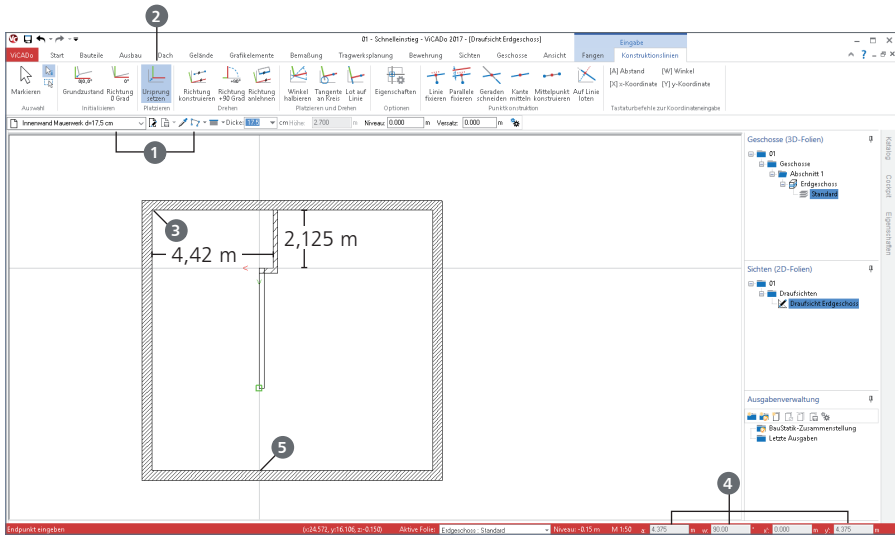 2
01 - Schnelleinstieg - ViCADo 2017 - [Draufsicht Erdgeschoss]
Eingabe
ViCADo Start Bauteile Ausbau Dach Gelände Grafikelemente Bemaßung Tragwerksplanung Bewehrung Sichten Geschosse Ansicht Fangen Konstruktionslinien
Markieren
Grundzustand
Richtung 0 Grad
Ursprung setzen
Richtung konstruieren
Richtung +90 Grad
Richtung anlehnen
Winkel halbieren
Tangente an Kreis
Lot auf Linie
Eigenschaften
Linie fixieren
Parallele fixieren
Geraden schneiden
Kante mitteln
Mittelpunkt konstruieren
Auf Linie loten
[A] Abstand [W] Winkel
[X] x-Koordinate [Y] y-Koordinate
Auswahl Initialisieren Platzieren Drehen Platzieren und Drehen Optionen Punktkonstruktion Tastaturbefehle zur Koordinateneingabe
Innenwand Mauerwerk d=17,5 cm Dicke: 17,5 cm Höhe: 2.700 m Niveau: 0.000 m Versatz: 0.000 m
1
Geschosse (3D-Folien)
01
Geschosse
Abschnitt 1
Erdgeschoss
Standard
Katalog
Cockpit
Eigenschaften
3
4,42 m
2,125 m
Sichten (2D-Folien)
01
Draufsichten
Draufsicht Erdgeschoss
Ausgabenverwaltung
BauStatik-Zusammenstellung
Letzte Ausgaben
5
4
Endpunkt eingeben (x:24.572, y:16.106, z:-0.150) Aktive Folie: Erdgeschoss : Standard Niveau: -0.15 m M 1:50 a: 4.375 m w: 90.00 ° x': 0.000 m y': 4.375 m